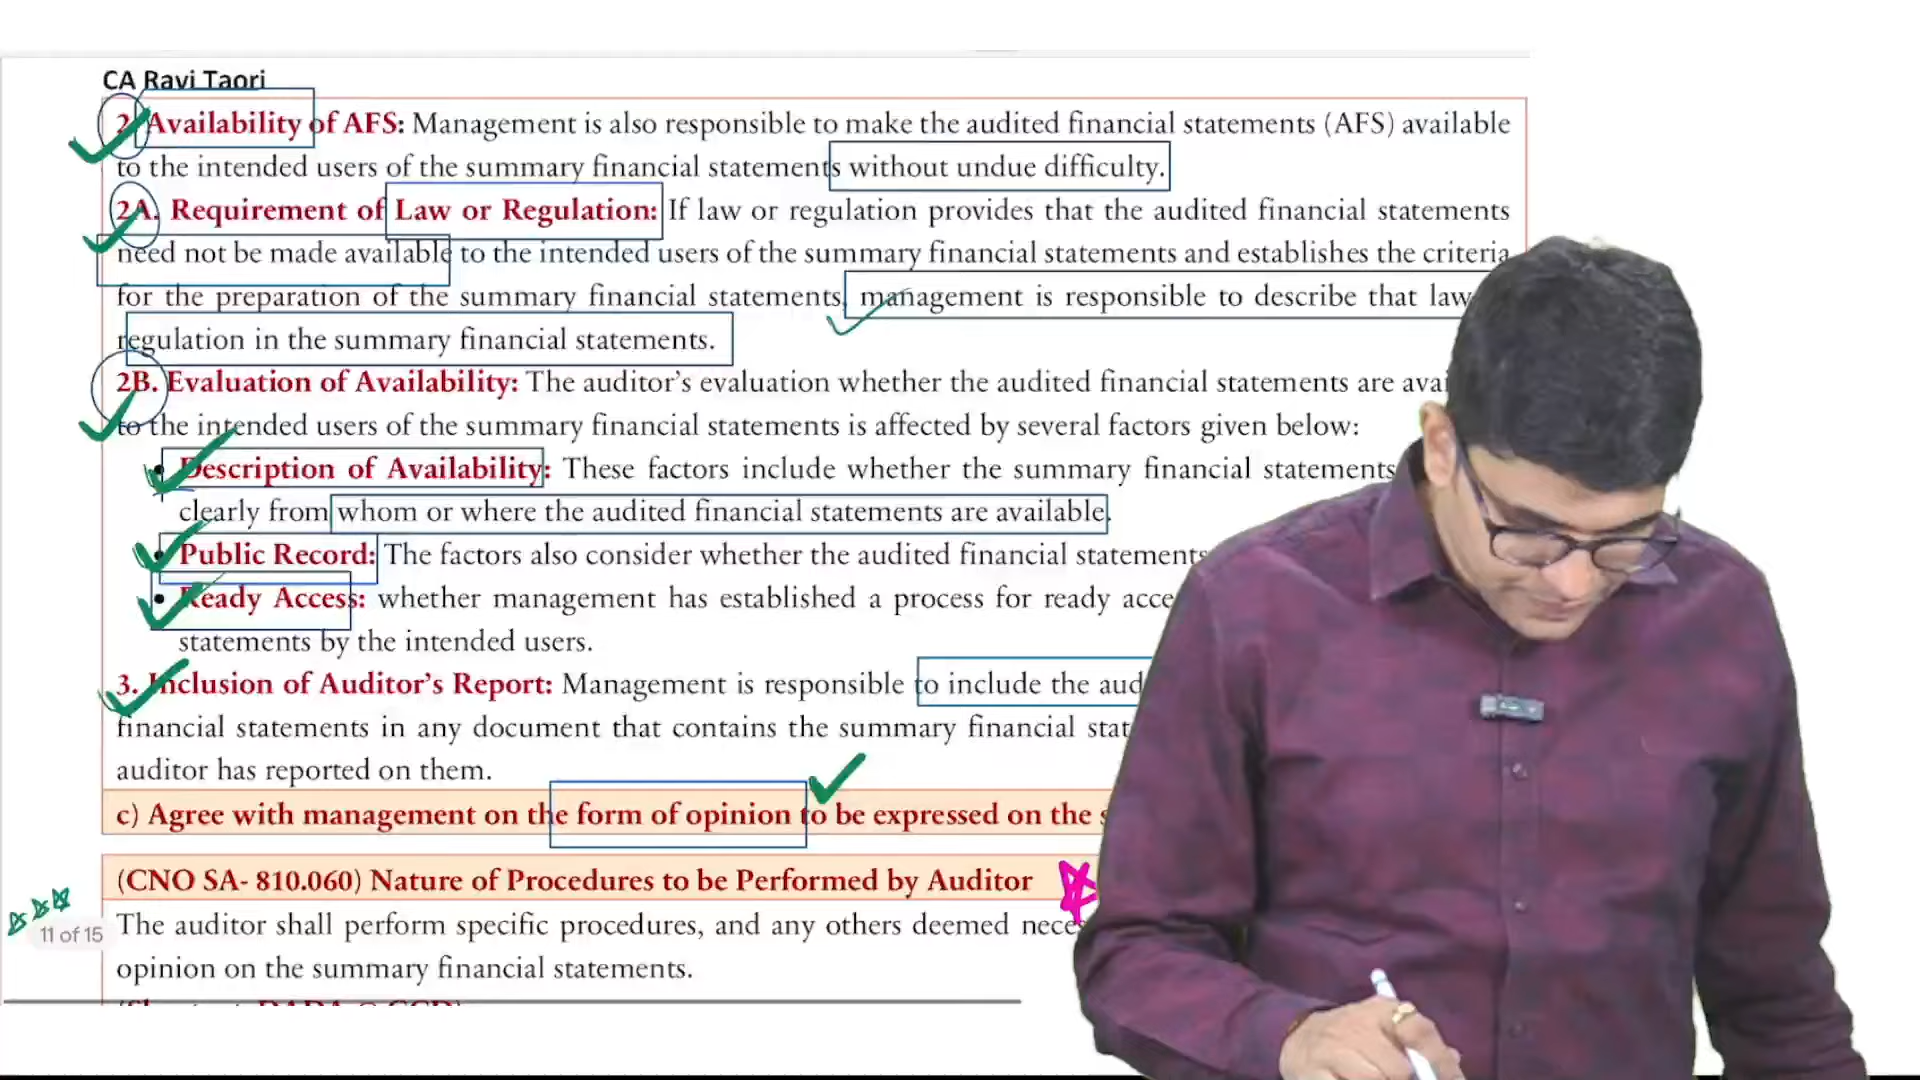 CA Ravi Taori
2. Availability of AFS: Management is also responsible to make the audited financial statements (AFS) available
to the intended users of the summary financial statements without undue difficulty.
2A. Requirement of Law or Regulation: If law or regulation provides that the audited financial statements
need not be made available to the intended users of the summary financial statements and establishes the criteria
for the preparation of the summary financial statements, management is responsible to describe that law
regulation in the summary financial statements.
2B. Evaluation of Availability: The auditor's evaluation whether the audited financial statements are avai
to the intended users of the summary financial statements is affected by several factors given below:
• Description of Availability: These factors include whether the summary financial statements
clearly from whom or where the audited financial statements are available.
• Public Record: The factors also consider whether the audited financial statements
• Ready Access: whether management has established a process for ready acce
statements by the intended users.
3. Inclusion of Auditor's Report: Management is responsible to include the aud
financial statements in any document that contains the summary financial stat
auditor has reported on them.
c) Agree with management on the form of opinion to be expressed on the s
(CNO SA- 810.060) Nature of Procedures to be Performed by Auditor
The auditor shall perform specific procedures, and any others deemed nece
11 of 15
opinion on the summary financial statements.